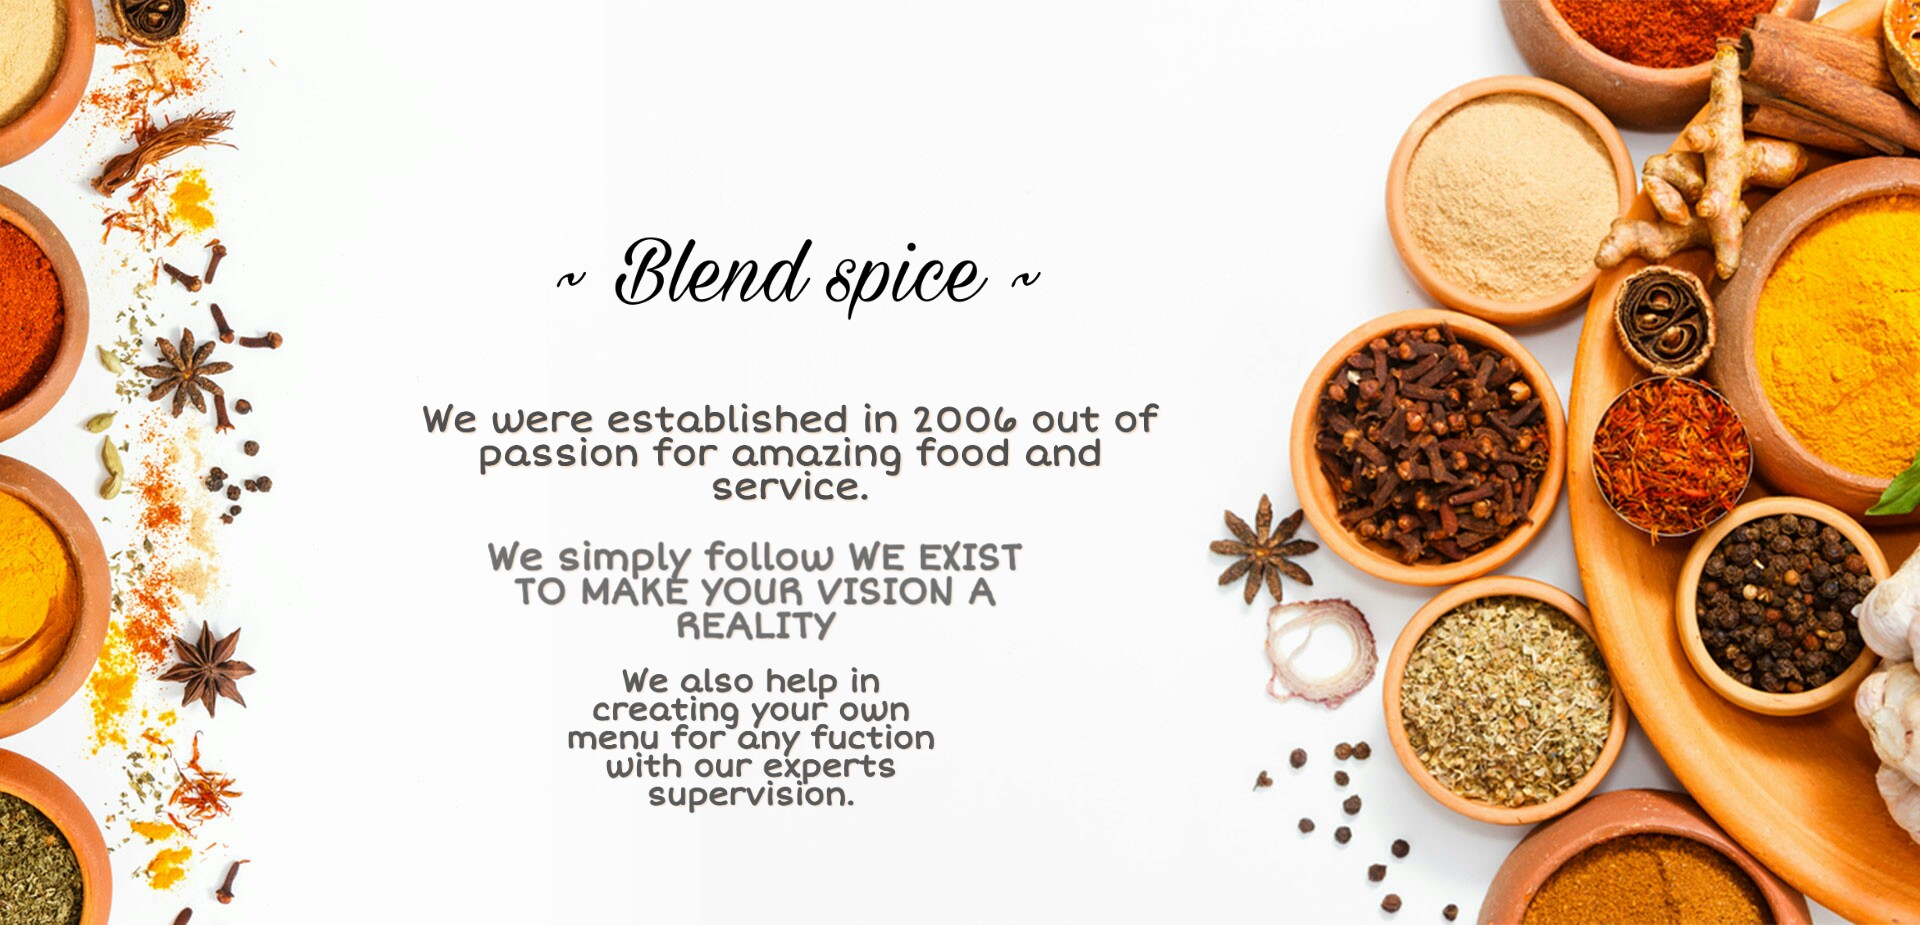 ~ Blend spice ~
We were established in 2006 out of
passion for amazing food and
service.
We simply follow WE EXIST
TO MAKE YOUR VISION A
REALITY
We also help in
creating your own
menu for any fuction
with our experts
supervision.